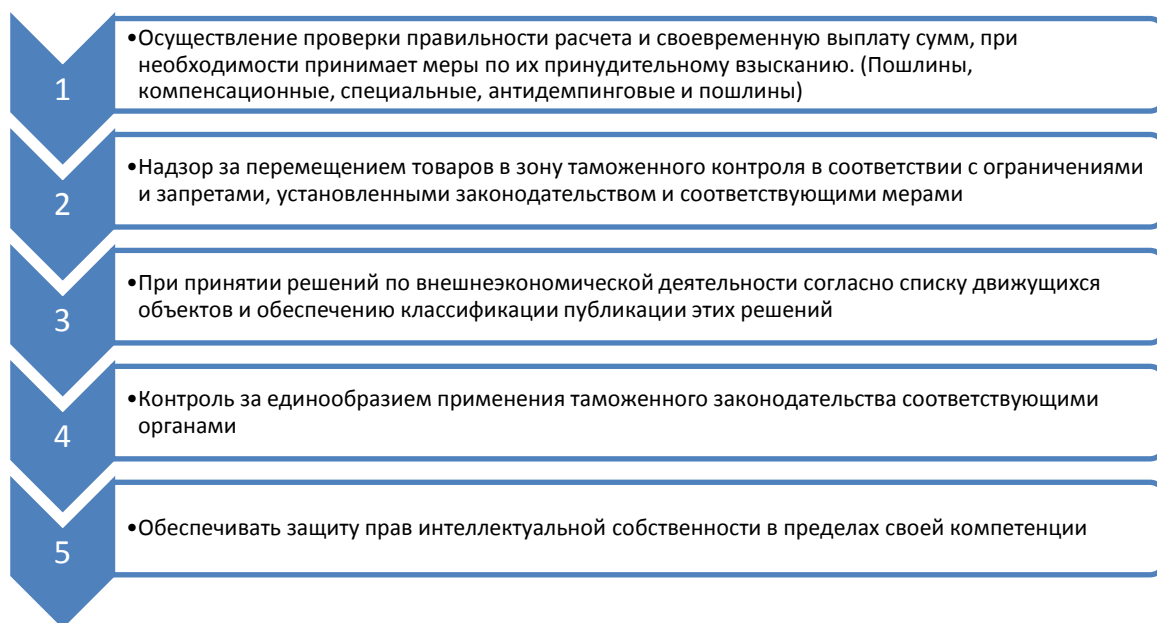 1
•Осуществление проверки правильности расчета и своевременную выплату сумм, при
необходимости принимает меры по их принудительному взысканию. (Пошлины,
компенсационные, специальные, антидемпинговые и пошлины)
2
•Надзор за перемещением товаров в зону таможенного контроля в соответствии с ограничениями
и запретами, установленными законодательством и соответствующими мерами
3
•При принятии решений по внешнеэкономической деятельности согласно списку движущихся
объектов и обеспечению классификации публикации этих решений
4
•Контроль за единообразием применения таможенного законодательства соответствующими
органами
5
•Обеспечивать защиту прав интеллектуальной собственности в пределах своей компетенции